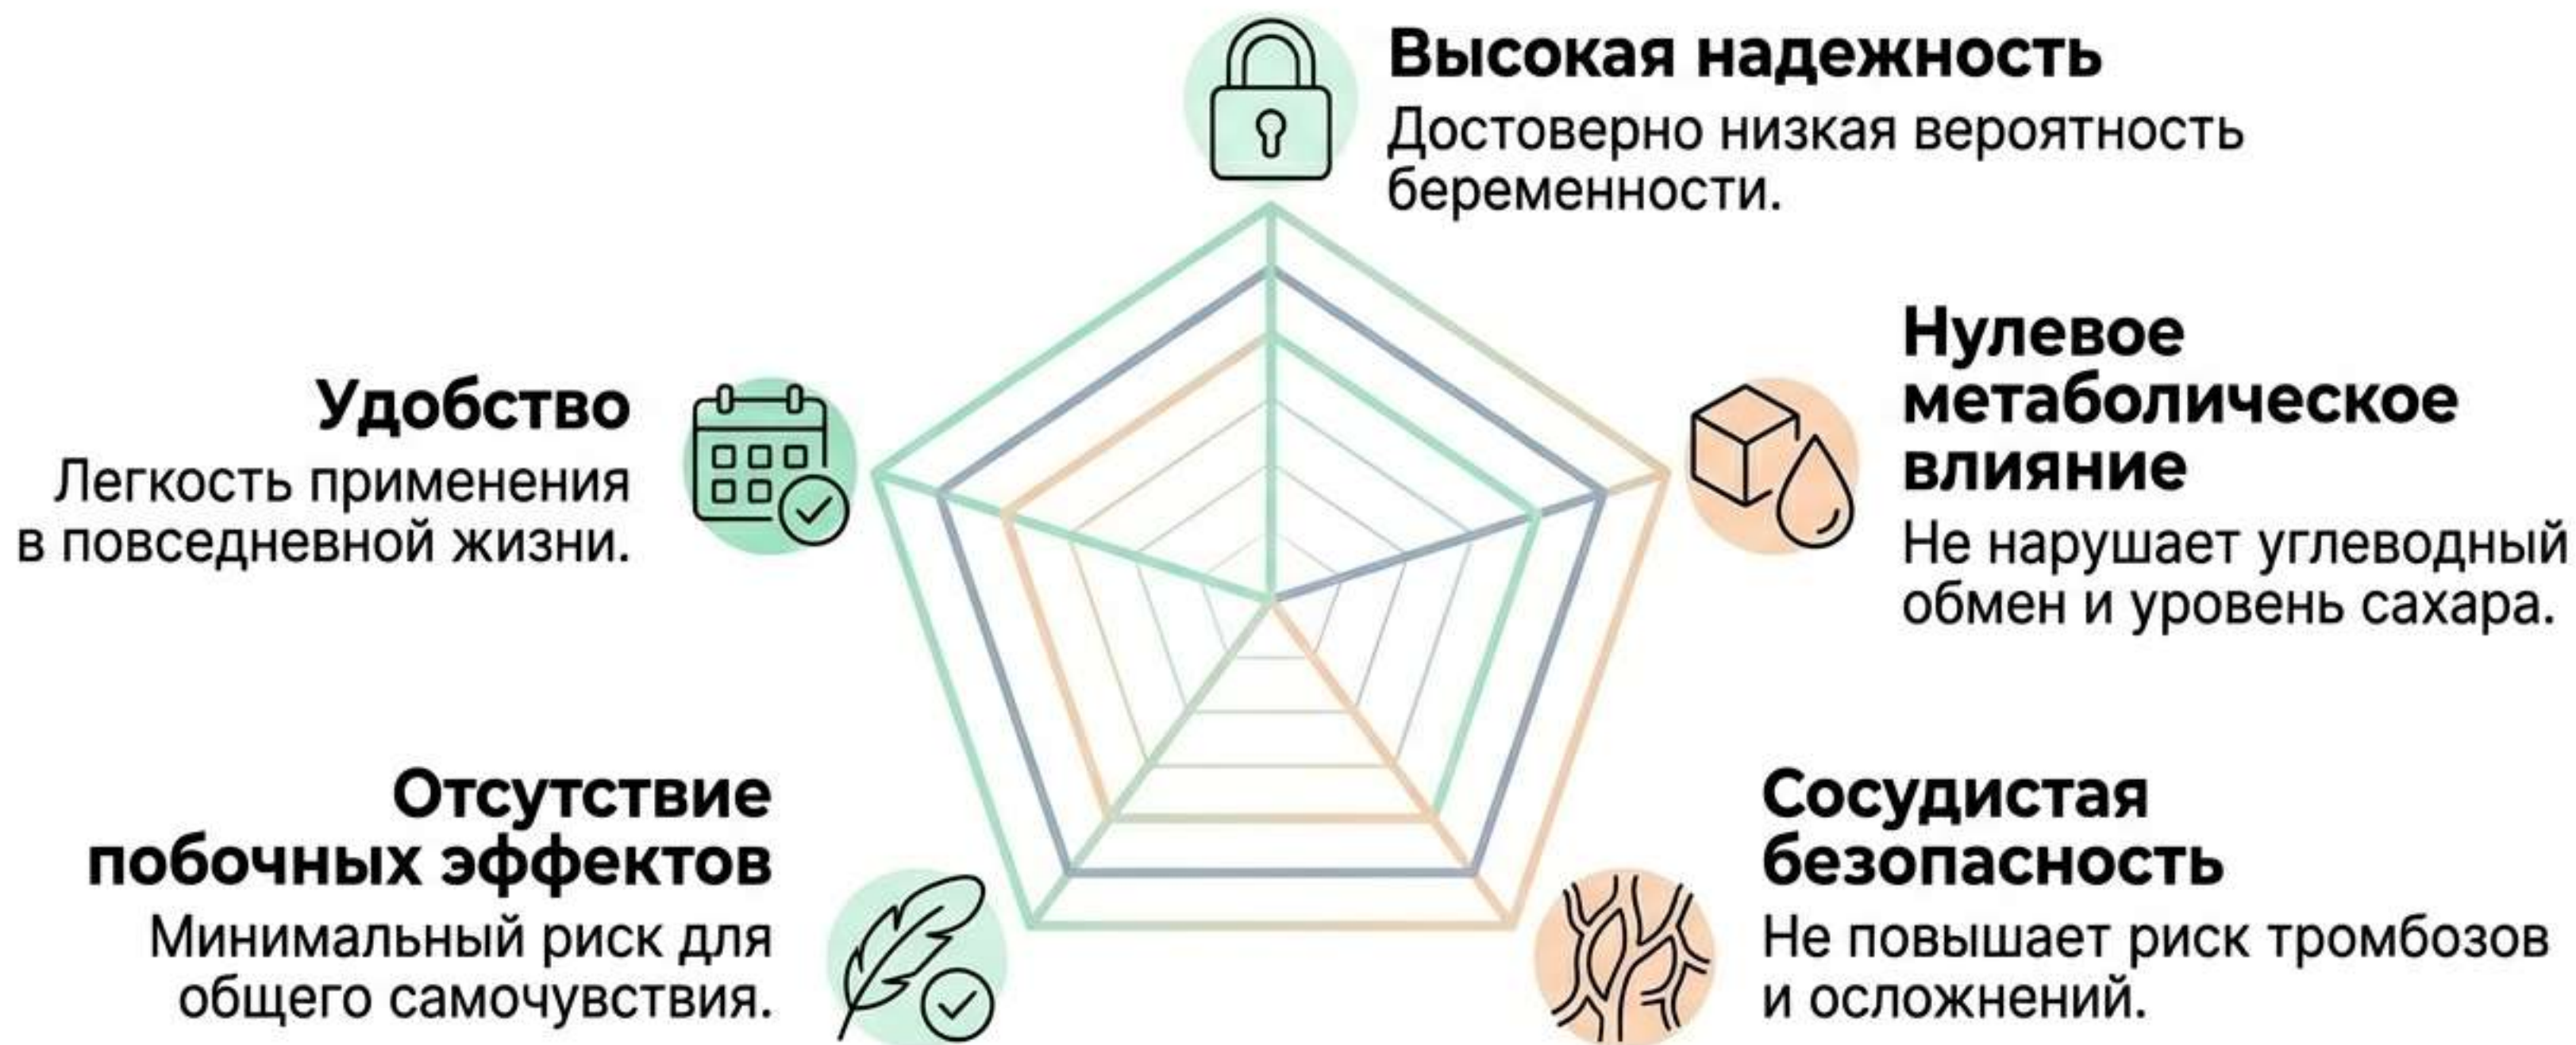 Высокая надежность
Достоверно низкая вероятность
беременности.
Нулевое
метаболическое
влияние
Не нарушает углеводный
обмен и уровень сахара.
Удобство
Легкость применения
в повседневной жизни.
Отсутствие
побочных эффектов
Минимальный риск для
общего самочувствия.
Сосудистая
безопасность
Не повышает риск тромбозов
и осложнений.